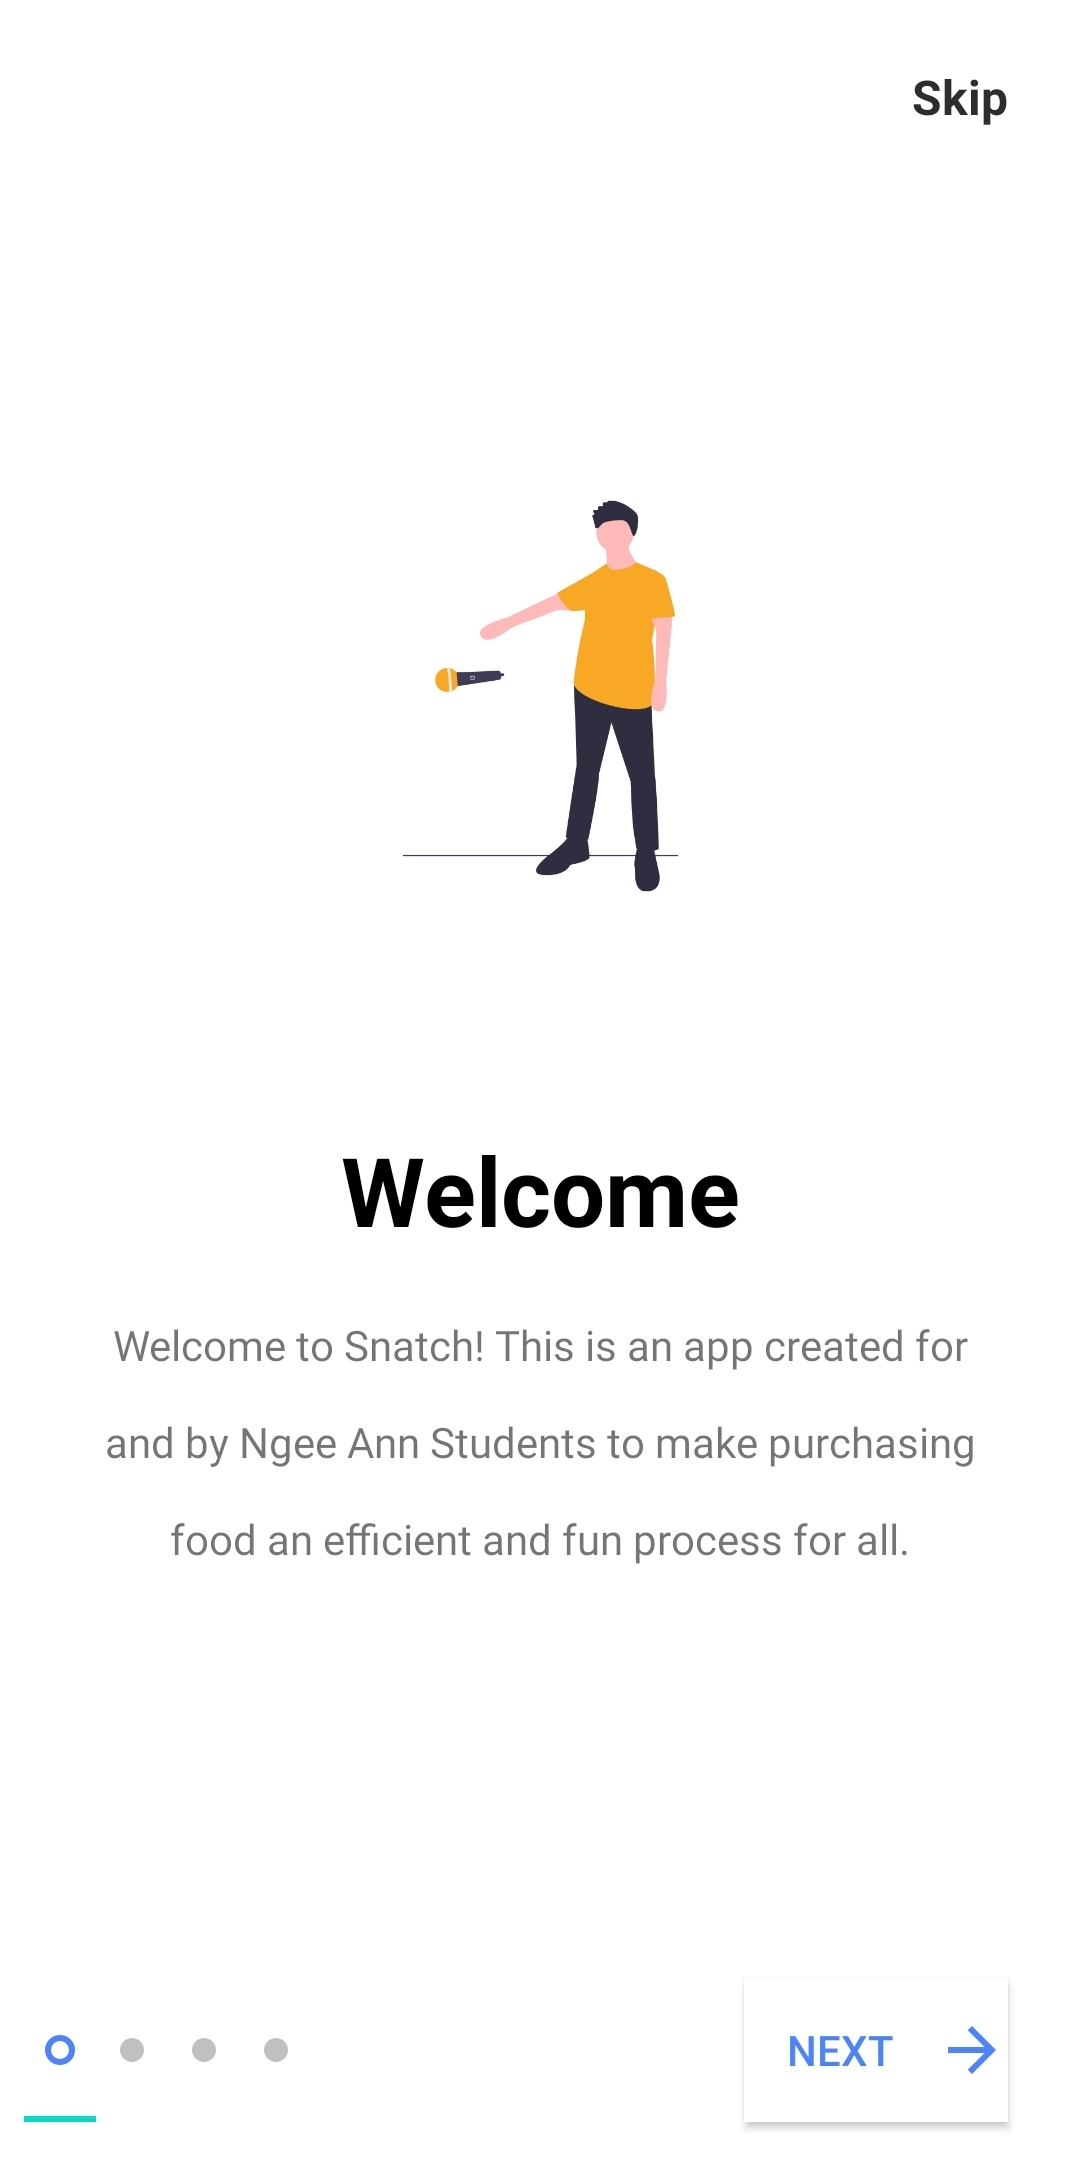 Skip
Welcome
Welcome to Snatch! This is an app created for
and by Ngee Ann Students to make purchasing
food an efficient and fun process for all.
NEXT